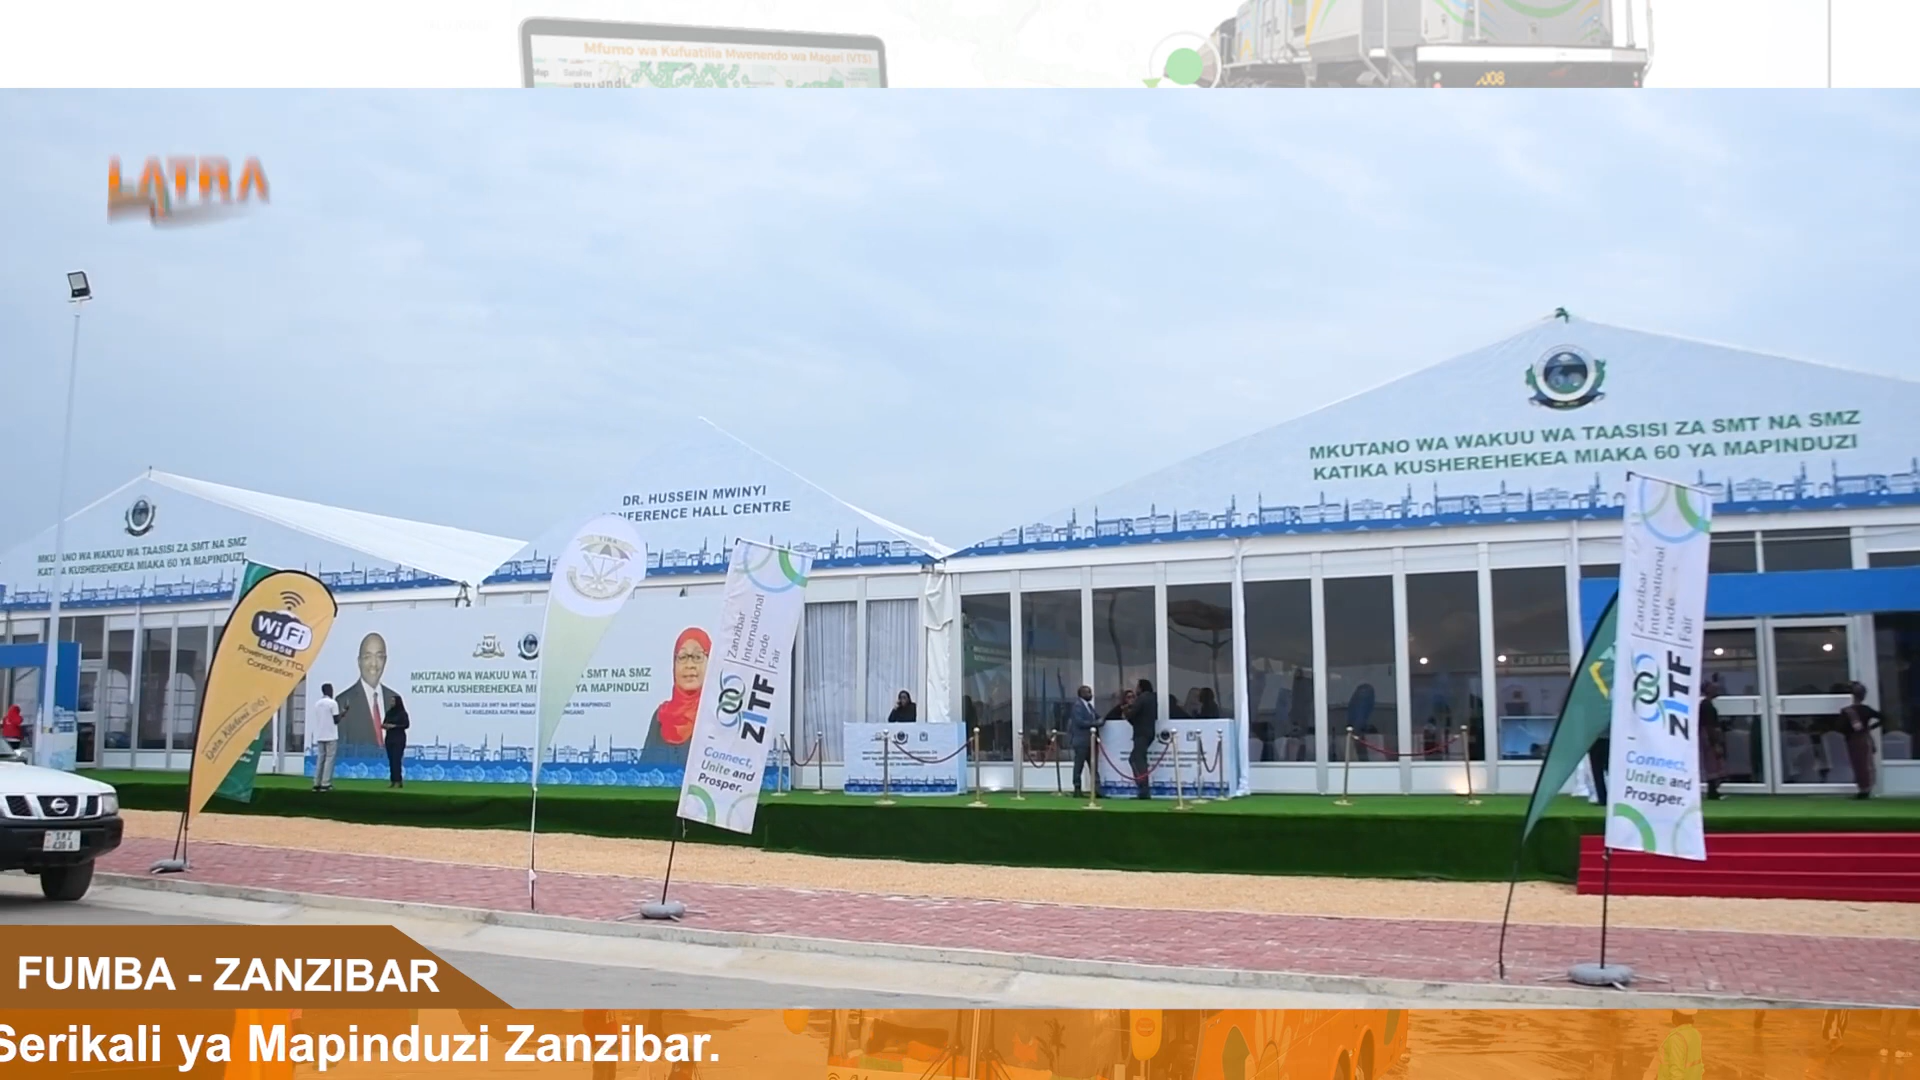 Mfumo wa Kufuatilia Mwenendo wa Magari (VTS)
Map
LATRA
MKUTANO WA WAKUU WA TAASISI ZA SMT NA SMZ
KATIKA KUSHEREHEKEA MIAKA 60 YA MAPINDUZI
DR. HUSSEIN MWINYI
CONFERENCE HALL CENTRE
MKUTANO WA WAKUU WA TAASISI ZA SMT NA SMZ
KATIKA KUSHEREHEKEA MIAKA 60 YA MAPINDUZI
TIRA
WiFi
Powered by TTCL
Corporation
MKUTANO WA WAKUU WA SMT NA SMZ
KATIKA KUSHEREHEKEA YA MAPINDUZI
Zanzibar
International
Trade
Fair
ZITF
Connect,
Unite and
Prosper.
Zanzibar
International
Trade
Fair
ZITF
Connect,
Unite and
Prosper.
SMZ
FUMBA - ZANZIBAR
Serikali ya Mapinduzi Zanzibar.